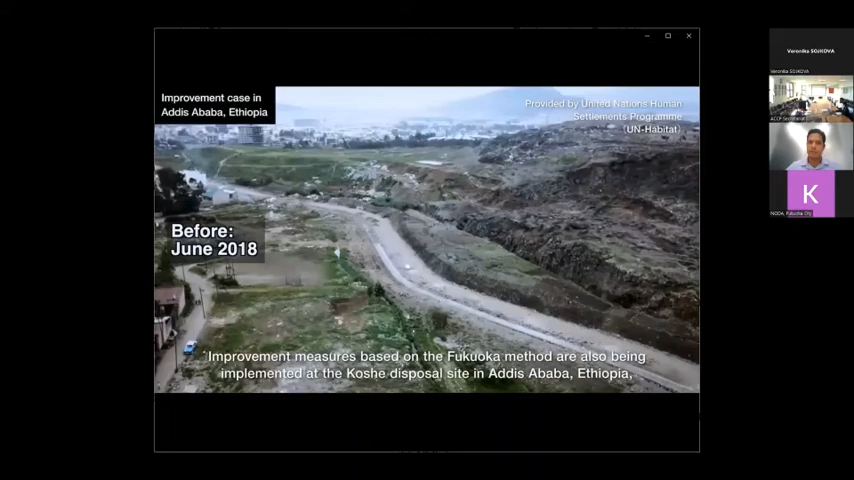 Improvement case in
Addis Ababa, Ethiopia
Provided by United Nations Human
Settlements Programme
(UN-Habitat)
Before:
June 2018
Improvement measures based on the Fukuoka method are also being
implemented at the Koshe disposal site in Addis Ababa, Ethiopia,
Veronika SOJKOVA
Veronika SOJKOVA
ACCP Secretariat
K
NODA, Fukuoka City